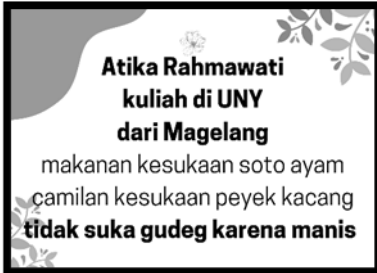 Atika Rahmawati
kuliah di UNY
dari Magelang
makanan kesukaan soto ayam
camilan kesukaan peyek kacang
tidak suka gudeg karena manis